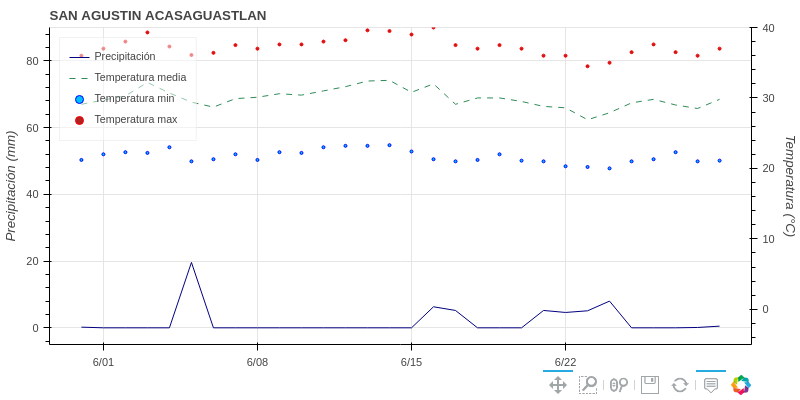 SAN AGUSTIN ACASAGUASTLAN
Precipitación
Temperatura media
Temperatura min
Temperatura max
Precipitación (mm)
80
60
40
20
0
Temperatura (°C)
40
30
20
10
0
6/01
6/08
6/15
6/22